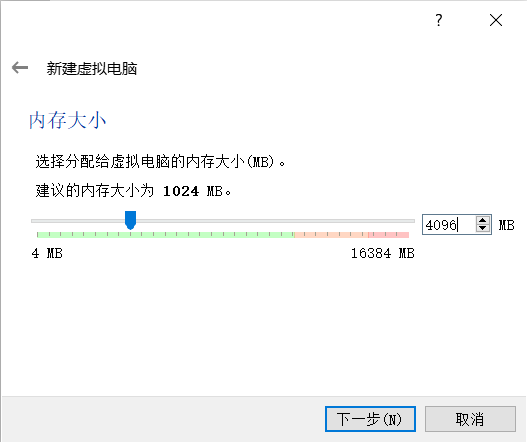 ?
新建虚拟电脑
内存大小
选择分配给虚拟电脑的内存大小(MB)。
建议的内存大小为 1024 MB。
4096 MB
4 MB 16384 MB
下一步(N) 取消